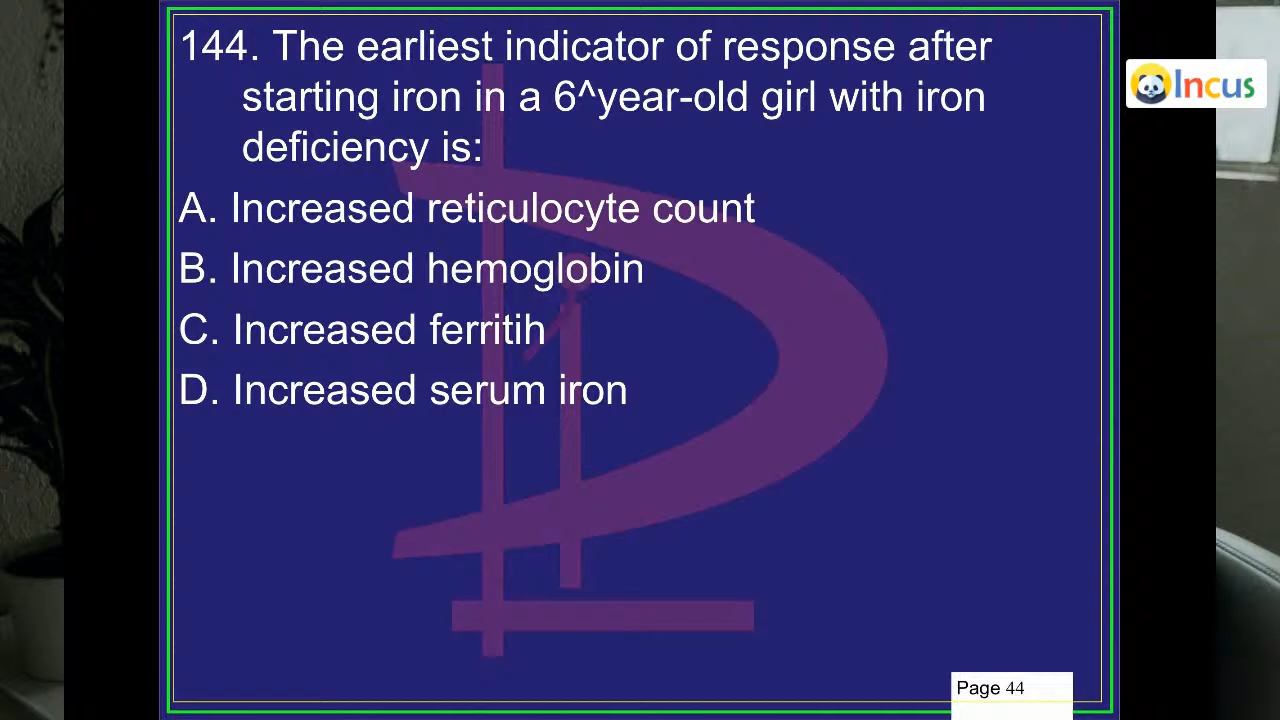 144. The earliest indicator of response after
starting iron in a 6^year-old girl with iron
deficiency is:
A. Increased reticulocyte count
B. Increased hemoglobin
C. Increased ferritih
D. Increased serum iron
Incus
Page 44